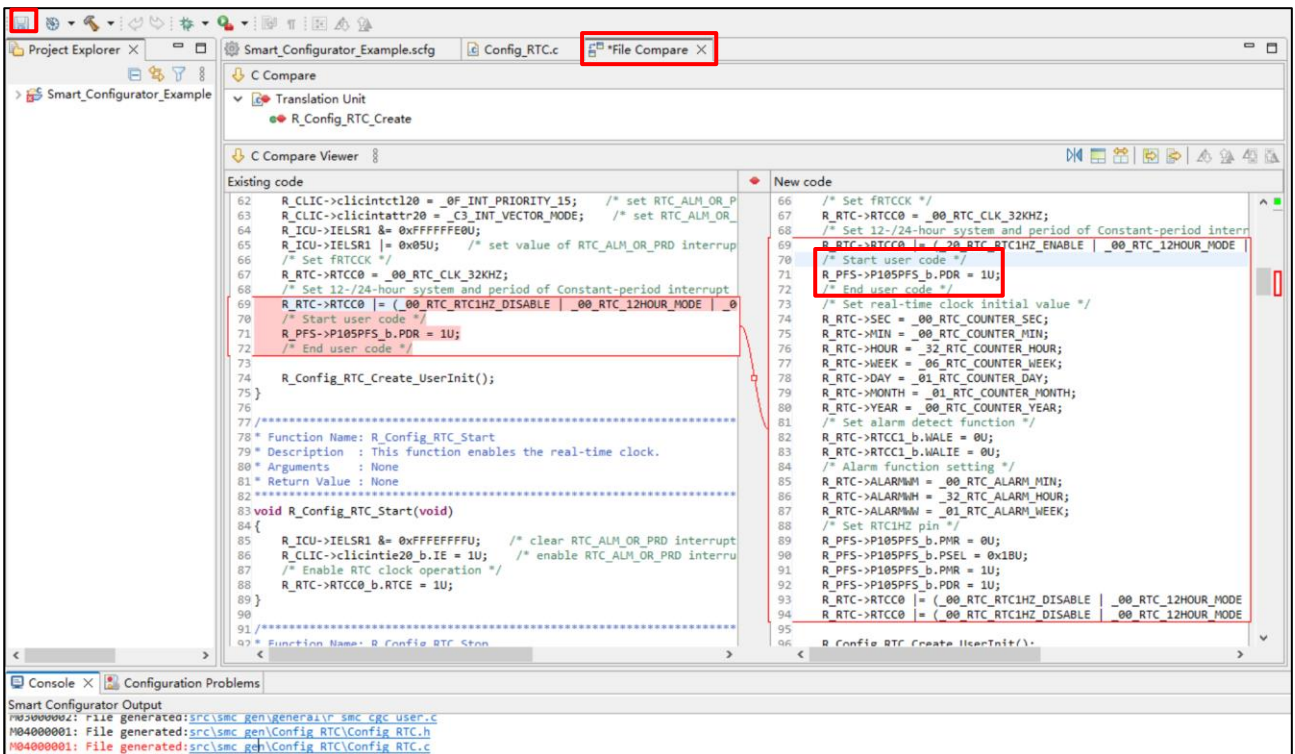 Project Explorer
Smart_Configurator_Example.scfg
Config_RTC.c
*File Compare
Smart_Configurator_Example
C Compare
Translation Unit
R_Config_RTC_Create
C Compare Viewer
Existing code
62 R_CLIC->clicintctl20 = _0F_INT_PRIORITY_15; /* set RTC_ALM_OR_P
63 R_CLIC->clicintattr20 = _C3_INT_VECTOR_MODE; /* set RTC_ALM_OR_
64 R_ICU->IELSR1 &= 0xFFFFFFE0U;
65 R_ICU->IELSR1 |= 0x05U; /* set value of RTC_ALM_OR_PRD interrup
66 /* Set fRTCCK */
67 R_RTC->RTCC0 = _00_RTC_CLK_32KHZ;
68 /* Set 12-/24-hour system and period of Constant-period interrupt
69 R_RTC->RTCC0 |= (_00_RTC_RTC1HZ_DISABLE | _00_RTC_12HOUR_MODE | _0
70 /* Start user code */
71 R_PFS->P105PFS_b.PDR = 1U;
72 /* End user code */
73
74 R_Config_RTC_Create_UserInit();
75 }
76
77 /****************************************************************
78 * Function Name: R_Config_RTC_Start
79 * Description : This function enables the real-time clock.
80 * Arguments : None
81 * Return Value : None
82 *****************************************************************
83 void R_Config_RTC_Start(void)
84 {
85 R_ICU->IELSR1 &= 0xFFFEFFFFU; /* clear RTC_ALM_OR_PRD interrupt
86 R_CLIC->clicintie20_b.IE = 1U; /* enable RTC_ALM_OR_PRD interru
87 /* Enable RTC clock operation */
88 R_RTC->RTCC0_b.RTCE = 1U;
89 }
90
91 /****************************************************************
92 * Function Name: R_Config_RTC_Stop
New code
66 /* Set fRTCCK */
67 R_RTC->RTCC0 = _00_RTC_CLK_32KHZ;
68 /* Set 12-/24-hour system and period of Constant-period interr
69 R_RTC->RTCC0 |= (_20_RTC_RTC1HZ_ENABLE | _00_RTC_12HOUR_MODE |
70 /* Start user code */
71 R_PFS->P105PFS_b.PDR = 1U;
72 /* End user code */
73 /* Set real-time clock initial value */
74 R_RTC->SEC = _00_RTC_COUNTER_SEC;
75 R_RTC->MIN = _00_RTC_COUNTER_MIN;
76 R_RTC->HOUR = _32_RTC_COUNTER_HOUR;
77 R_RTC->WEEK = _06_RTC_COUNTER_WEEK;
78 R_RTC->DAY = _01_RTC_COUNTER_DAY;
79 R_RTC->MONTH = _01_RTC_COUNTER_MONTH;
80 R_RTC->YEAR = _00_RTC_COUNTER_YEAR;
81 /* Set alarm detect function */
82 R_RTC->RTCC1_b.WALE = 0U;
83 R_RTC->RTCC1_b.WALIE = 0U;
84 /* Alarm function setting */
85 R_RTC->ALARMWM = _00_RTC_ALARM_MIN;
86 R_RTC->ALARMWH = _32_RTC_ALARM_HOUR;
87 R_RTC->ALARMWW = _01_RTC_ALARM_WEEK;
88 /* Set RTC1HZ pin */
89 R_PFS->P105PFS_b.PMR = 0U;
90 R_PFS->P105PFS_b.PSEL = 0x1BU;
91 R_PFS->P105PFS_b.PMR = 1U;
92 R_PFS->P105PFS_b.PDR = 1U;
93 R_RTC->RTCC0 |= (_00_RTC_RTC1HZ_DISABLE | _00_RTC_12HOUR_MODE
94 R_RTC->RTCC0 |= (_00_RTC_RTC1HZ_DISABLE | _00_RTC_12HOUR_MODE
95
96 R_Config_RTC_Create_UserInit();
Console
Configuration Problems
Smart Configurator Output
M03000002: File generated:src\smc_gen\general\r_smc_cgc_user.c
M04000001: File generated:src\smc_gen\Config_RTC\Config_RTC.h
M04000001: File generated:src\smc_gen\Config_RTC\Config_RTC.c